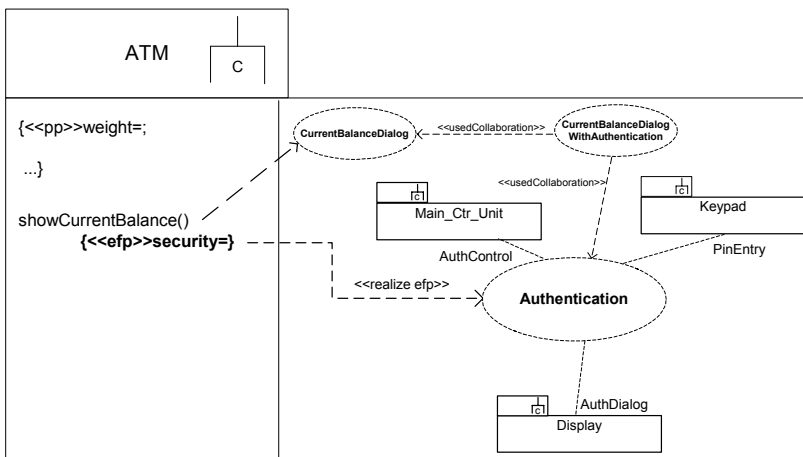 ATM
C
{<<pp>>weight=;
...}
showCurrentBalance()
{<<efp>>security=}
CurrentBalanceDialog
<<usedCollaboration>>
CurrentBalanceDialog
WithAuthentication
<<usedCollaboration>>
C
Main_Ctr_Unit
C
Keypad
AuthControl
PinEntry
<<realize efp>>
Authentication
C
AuthDialog
Display